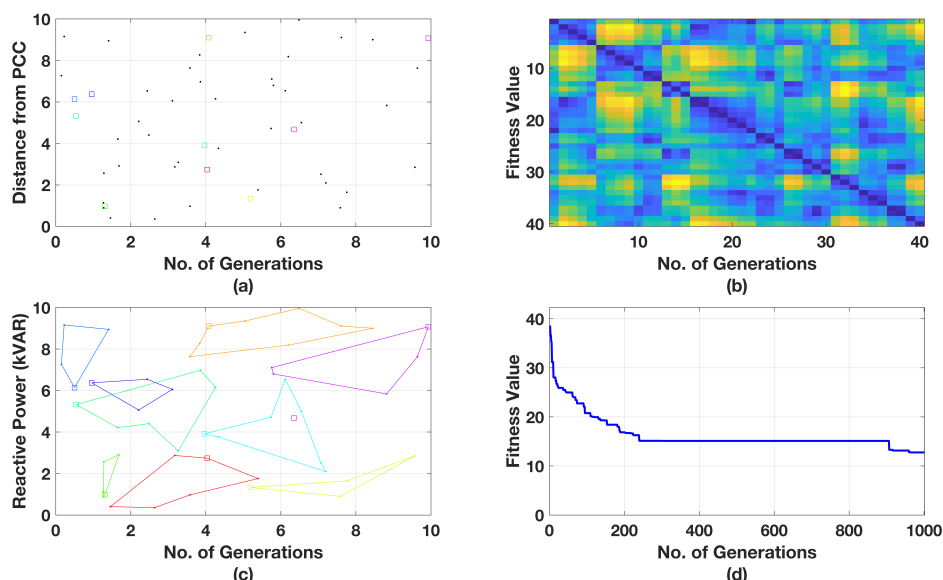 10
8
6
4
2
0
Distance from PCC
0 2 4 6 8 10
No. of Generations
(a)
10
20
30
40
Fitness Value
10 20 30 40
No. of Generations
(b)
10
8
6
4
2
0
Reactive Power (kVAR)
0 2 4 6 8 10
No. of Generations
(c)
40
30
20
10
0
Fitness Value
0 200 400 600 800 1000
No. of Generations
(d)